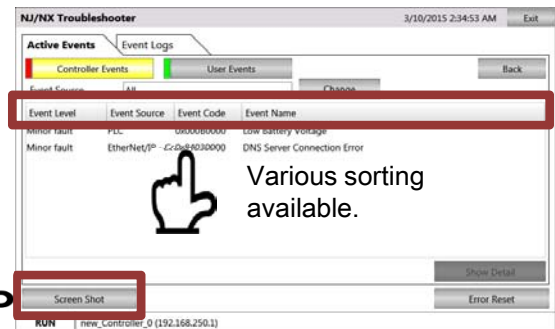 NJ/NX Troubleshooter 3/10/2015 2:34:53 AM Exit
Active Events Event Logs
Controller Events User Events Back
Event Source All Change
Event Level Event Source Event Code Event Name
Minor fault PLC 0x000B0000 Low Battery Voltage
Minor fault EtherNet/IP DNS Server Connection Error
Various sorting
available.
Show Detail
Screen Shot Error Reset
RUN new_Controller_0 (192.168.250.1)